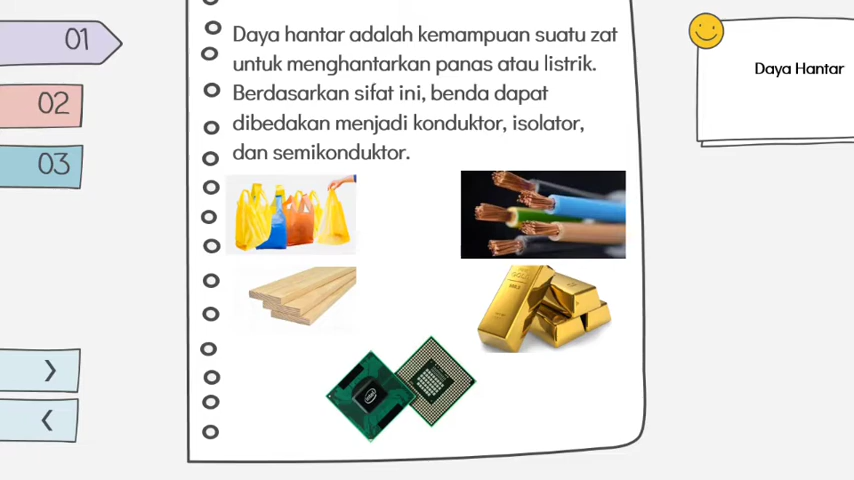 01
02
03
Daya hantar adalah kemampuan suatu zat
untuk menghantarkan panas atau listrik.
Berdasarkan sifat ini, benda dapat
dibedakan menjadi konduktor, isolator,
dan semikonduktor.
Daya Hantar